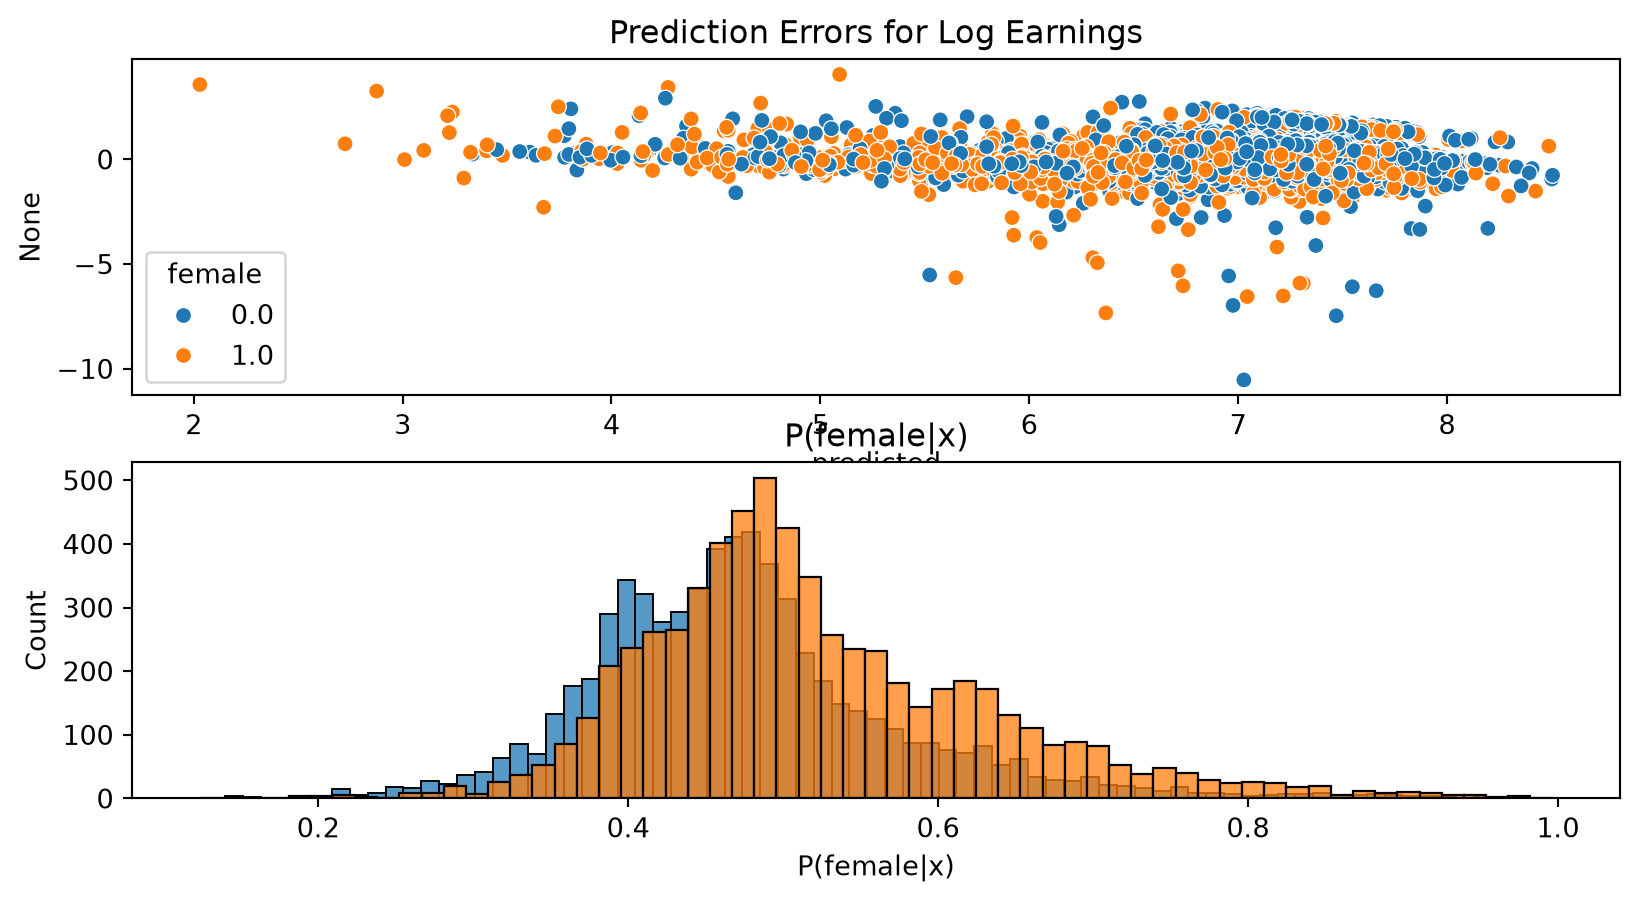 Prediction Errors for Log Earnings
None
0
−5
−10
female
0.0
1.0
2 3 4 5 6 7 8
predicted
P(female|x)
Count
500
400
300
200
100
0
0.2 0.4 0.6 0.8 1.0
P(female|x)